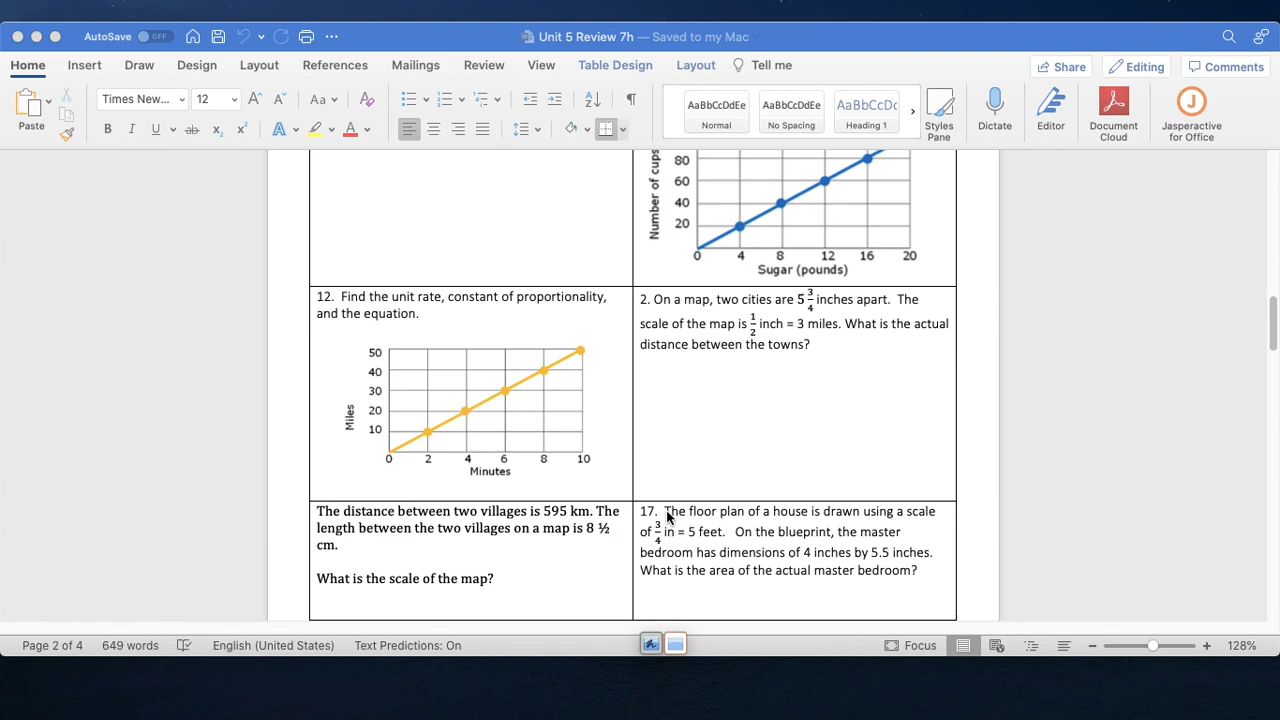 AutoSave OFF Unit 5 Review 7h — Saved to my Mac
Home Insert Draw Design Layout References Mailings Review View Table Design Layout Tell me Share Editing Comments
Paste Times New... 12 Aa AaBbCcDdEe Normal AaBbCcDdEe No Spacing AaBbCcDc Heading 1 Styles Pane Dictate Editor Document Cloud Jasperactive for Office
Number of cups
80
60
40
20
0 4 8 12 16 20
Sugar (pounds)
12. Find the unit rate, constant of proportionality,
and the equation.
Miles
50
40
30
20
10
0 2 4 6 8 10
Minutes
2. On a map, two cities are 5 3/4 inches apart. The
scale of the map is 1/2 inch = 3 miles. What is the actual
distance between the towns?
The distance between two villages is 595 km. The
length between the two villages on a map is 8 ½
cm.
What is the scale of the map?
17. The floor plan of a house is drawn using a scale
of 3/4 in = 5 feet. On the blueprint, the master
bedroom has dimensions of 4 inches by 5.5 inches.
What is the area of the actual master bedroom?
Page 2 of 4 649 words English (United States) Text Predictions: On Focus 128%